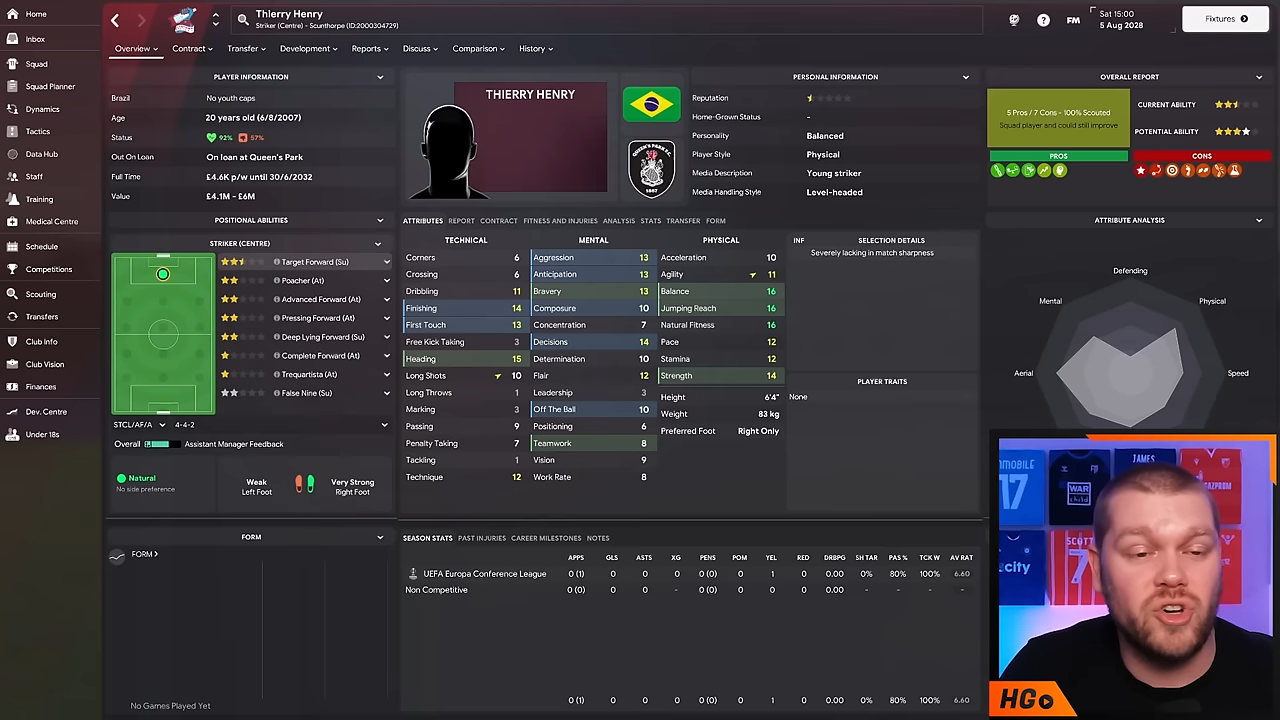 Home
Inbox
Squad
Squad Planner
Dynamics
Tactics
Data Hub
Staff
Training
Medical Centre
Schedule
Competitions
Scouting
Transfers
Club Info
Club Vision
Finances
Dev. Centre
Under 18s
Thierry Henry
Striker (Centre) - Scunthorpe (ID:2000304729)
FM
Sat 15:00
5 Aug 2028
Fixtures
Overview
Contract
Transfer
Development
Reports
Discuss
Comparison
History
PLAYER INFORMATION
Brazil No youth caps
Age 20 years old (6/8/2007)
Status 92% 57%
Out On Loan On loan at Queen's Park
Full Time £4.6K p/w until 30/6/2032
Value £4.1M - £6M
THIERRY HENRY
QUEEN'S PARK F.C.
1867
PERSONAL INFORMATION
Reputation
Home-Grown Status -
Personality Balanced
Player Style Physical
Media Description Young striker
Media Handling Style Level-headed
OVERALL REPORT
5 Pros / 7 Cons - 100% Scouted
Squad player and could still improve
CURRENT ABILITY
POTENTIAL ABILITY
PROS
CONS
POSITIONAL ABILITIES
STRIKER (CENTRE)
Target Forward (Su)
Poacher (At)
Advanced Forward (At)
Pressing Forward (At)
Deep Lying Forward (Su)
Complete Forward (At)
Trequartista (At)
False Nine (Su)
STCL/AF/A 4-4-2
Overall Assistant Manager Feedback
Natural
No side preference
Weak
Left Foot
Very Strong
Right Foot
ATTRIBUTES REPORT CONTRACT FITNESS AND INJURIES ANALYSIS STATS TRANSFER FORM
TECHNICAL
Corners 6
Crossing 6
Dribbling 11
Finishing 14
First Touch 13
Free Kick Taking 3
Heading 15
Long Shots 10
Long Throws 1
Marking 3
Passing 9
Penalty Taking 7
Tackling 1
Technique 12
MENTAL
Aggression 13
Anticipation 13
Bravery 13
Composure 10
Concentration 7
Decisions 14
Determination 10
Flair 12
Leadership 3
Off The Ball 10
Positioning 6
Teamwork 8
Vision 9
Work Rate 8
PHYSICAL
Acceleration 10
Agility 11
Balance 16
Jumping Reach 16
Natural Fitness 16
Pace 12
Stamina 12
Strength 14
Height 6'4"
Weight 83 kg
Preferred Foot Right Only
INF SELECTION DETAILS
Severely lacking in match sharpness
PLAYER TRAITS
None
ATTRIBUTE ANALYSIS
Defending
Mental
Physical
Aerial
Speed
FORM
FORM >
No Games Played Yet
SEASON STATS PAST INJURIES CAREER MILESTONES NOTES
APPS GLS ASTS XG PENS POM YEL RED DRBPG SH TAR PAS % TCK W AV RAT
UEFA Europa Conference League 0 (1) 0 0 0 0 (0) 0 1 0 0.00 0% 80% 100% 6.60
Non Competitive 0 (0) 0 0 - 0 (0) 0 0 0 0.00 - - - -
0 (1) 0 0 0 0 (0) 0 1 0 0.00 0% 80% 100% 6.60
17
WAR
CHILD
JAMES
SCOTT
7
city
HG